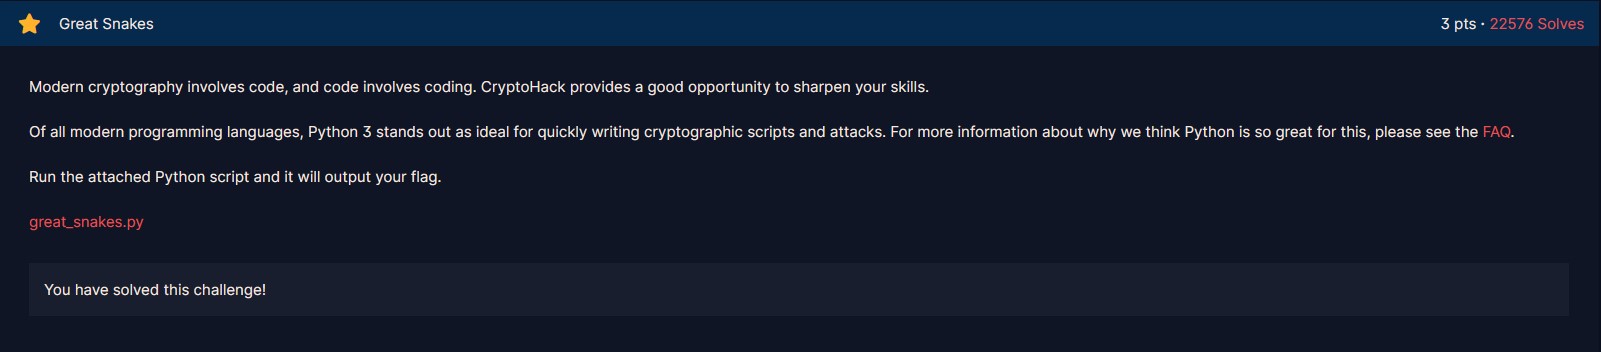 Great Snakes 3 pts · 22576 Solves
Modern cryptography involves code, and code involves coding. CryptoHack provides a good opportunity to sharpen your skills.
Of all modern programming languages, Python 3 stands out as ideal for quickly writing cryptographic scripts and attacks. For more information about why we think Python is so great for this, please see the FAQ.
Run the attached Python script and it will output your flag.
great_snakes.py
You have solved this challenge!